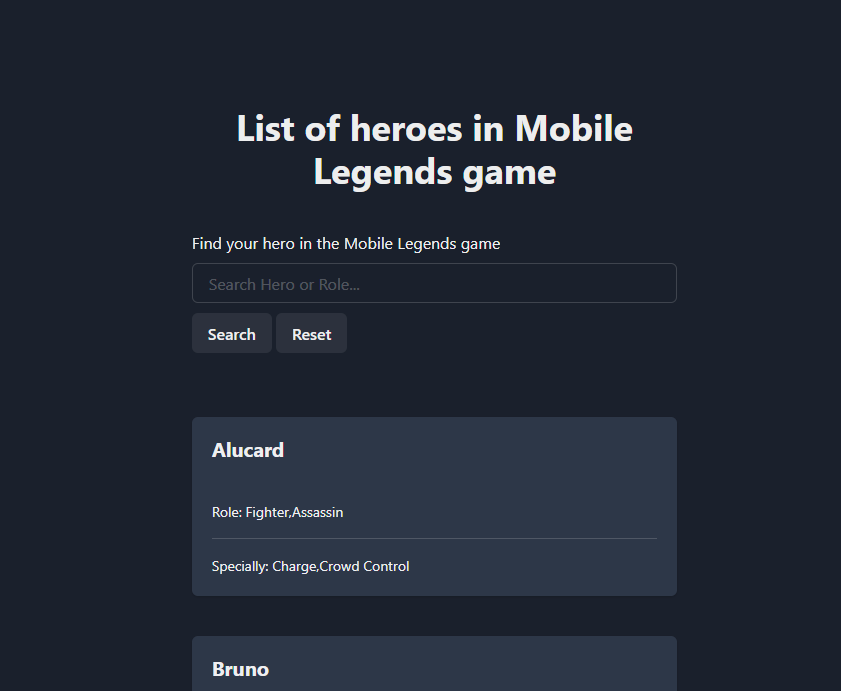 List of heroes in Mobile
Legends game
Find your hero in the Mobile Legends game
Search Hero or Role...
Search Reset
Alucard
Role: Fighter,Assassin
Specially: Charge,Crowd Control
Bruno